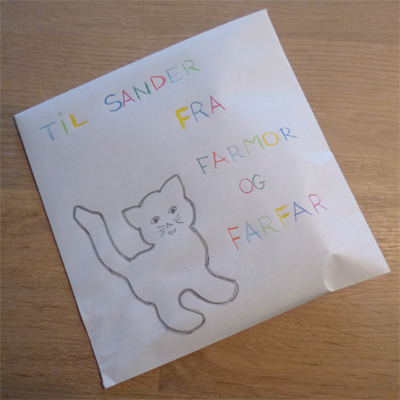 TIL SANDER
FRA
FARMOR
OG
FARFAR